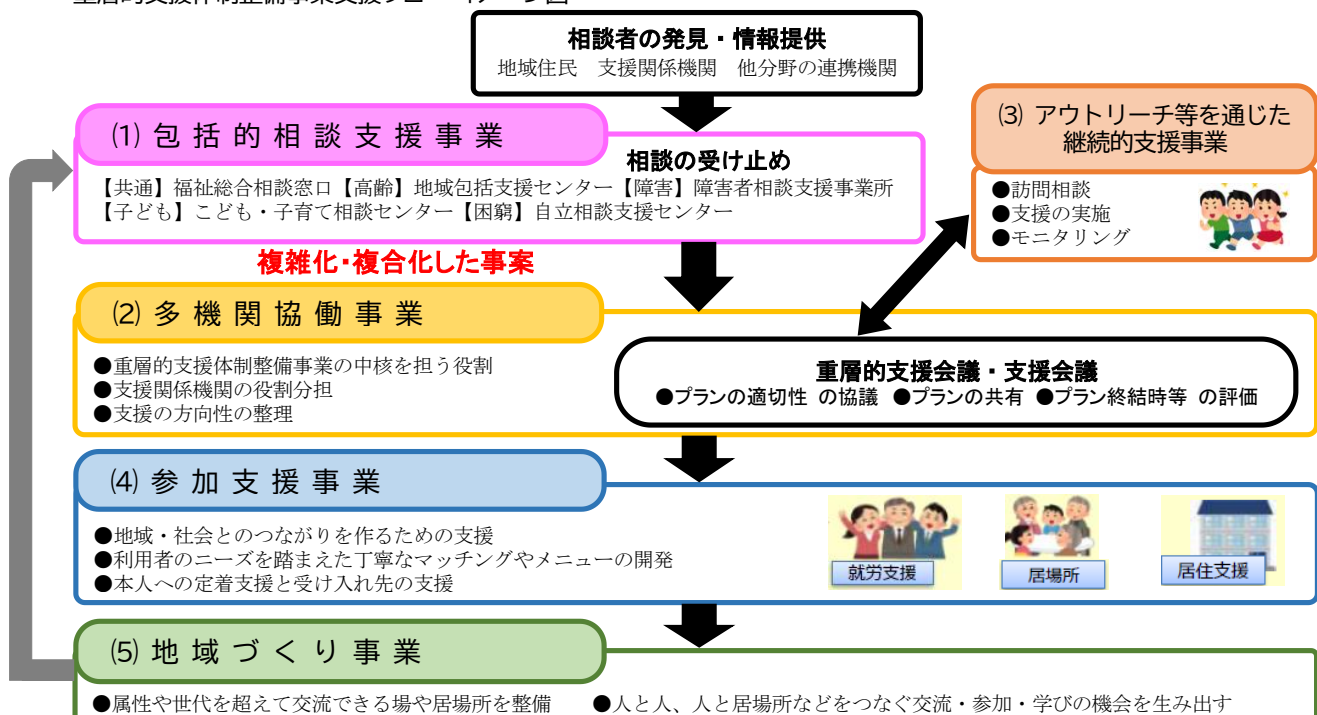 相談者の発見・情報提供
地域住民　支援関係機関　他分野の連携機関
⑴ 包括的相談支援事業
相談の受け止め
【共通】福祉総合相談窓口【高齢】地域包括支援センター【障害】障害者相談支援事業所
【子ども】こども・子育て相談センター【困窮】自立相談支援センター
⑶ アウトリーチ等を通じた
継続的支援事業
●訪問相談
●支援の実施
●モニタリング
複雑化・複合化した事案
⑵ 多機関協働事業
●重層的支援体制整備事業の中核を担う役割
●支援関係機関の役割分担
●支援の方向性の整理
重層的支援会議・支援会議
●プランの適切性 の協議 ●プランの共有 ●プラン終結時等 の評価
⑷ 参加支援事業
●地域・社会とのつながりを作るための支援
●利用者のニーズを踏まえた丁寧なマッチングやメニューの開発
●本人への定着支援と受け入れ先の支援
就労支援
居場所
居住支援
⑸ 地域づくり事業
●属性や世代を超えて交流できる場や居場所を整備　●人と人、人と居場所などをつなぐ交流・参加・学びの機会を生み出す